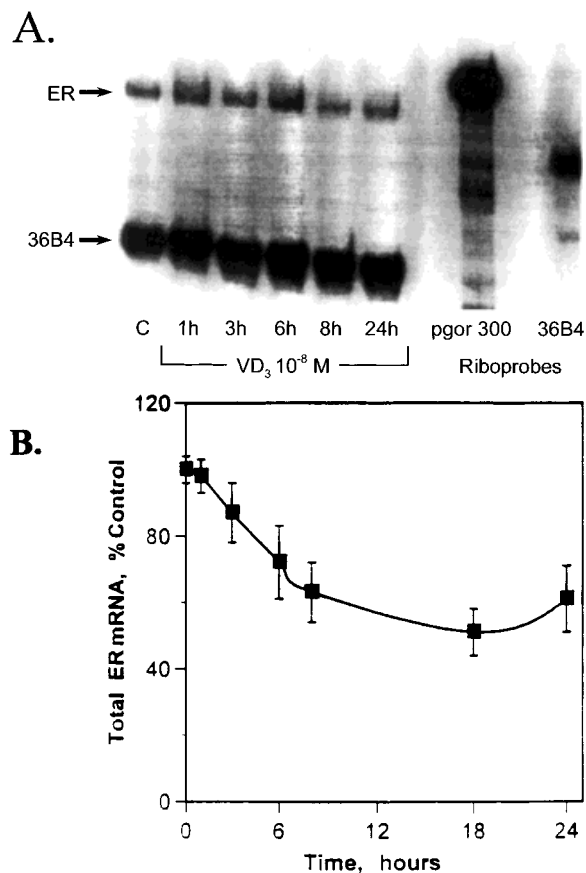 A.
ER
36B4
C 1h 3h 6h 8h 24h pgor 300 36B4
VD₃ 10⁻⁸ M Riboprobes
B.
120
80
40
0
Total ER mRNA, % Control
0 6 12 18 24
Time, hours